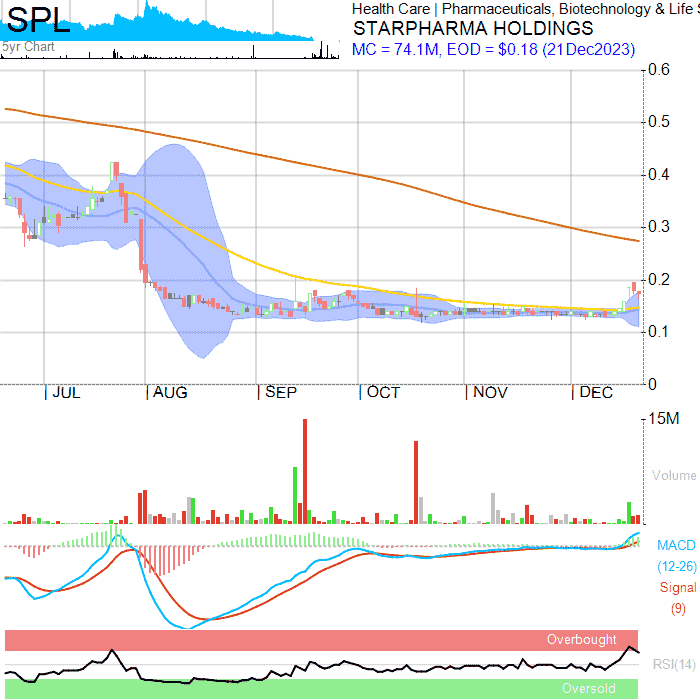 SPL
5yr Chart
Health Care | Pharmaceuticals, Biotechnology & Life S
STARPHARMA HOLDINGS
MC = 74.1M, EOD = $0.18 (21Dec2023)
0.6
0.5
0.4
0.3
0.2
0.1
0
JUL AUG SEP OCT NOV DEC
15M
Volume
MACD
(12-26)
Signal
(9)
Overbought
RSI(14)
Oversold